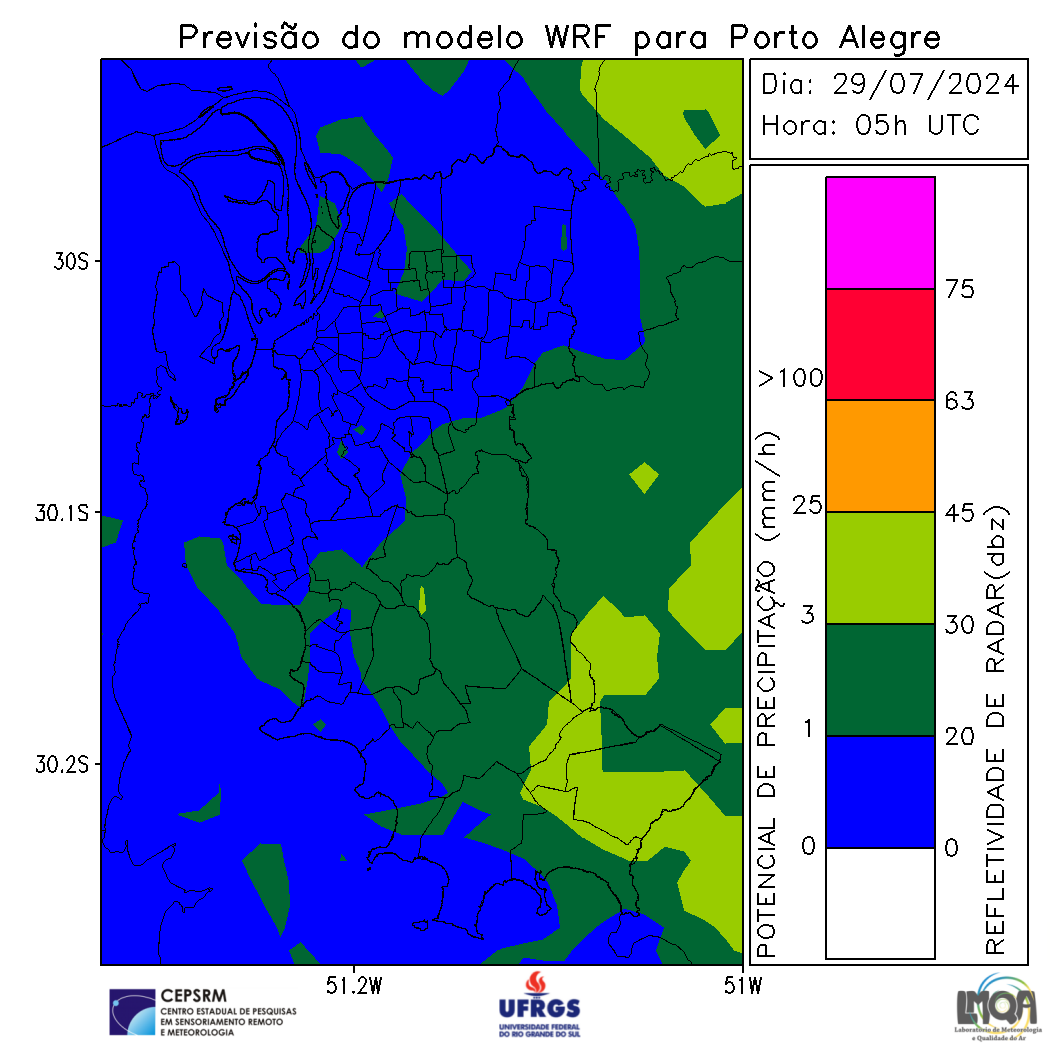 Previsão do modelo WRF para Porto Alegre
Dia: 29/07/2024
Hora: 05h UTC
30S
30.1S
30.2S
51.2W
51W
POTENCIAL DE PRECIPITAÇÃO (mm/h)
>100
25
3
1
0
75
63
45
30
20
0
REFLETIVIDADE DE RADAR(dbz)
CEPSRM
CENTRO ESTADUAL DE PESQUISAS
EM SENSORIAMENTO REMOTO
E METEOROLOGIA
UFRGS
UNIVERSIDADE FEDERAL
DO RIO GRANDE DO SUL
LMQA
Laboratório de Meteorologia
e Qualidade do Ar